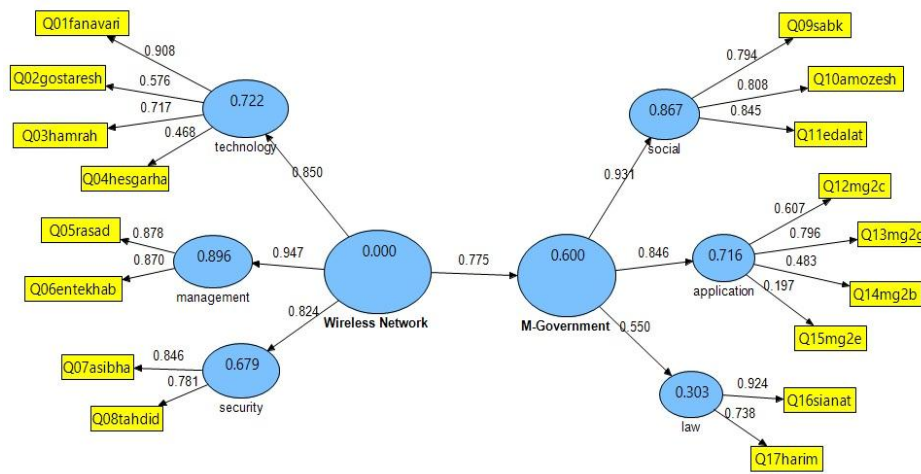 Q01fanavari
0.908
Q02gostaresh
0.576
0.722
Q03hamrah
0.717
technology
0.468
Q04hesgarha
0.850
Q05rasad
0.878
0.896
0.947
Q06entekhab
0.870
management
0.000
Wireless Network
0.824
Q07asibha
0.846
0.679
Q08tahdid
0.781
security
0.775
0.600
M-Government
0.931
0.867
social
0.794
Q09sabk
0.808
Q10amozesh
0.845
Q11edalat
0.846
0.716
application
0.607
Q12mg2c
0.796
Q13mg2g
0.483
Q14mg2b
0.197
Q15mg2e
0.550
0.303
law
0.924
Q16sianat
0.738
Q17harim